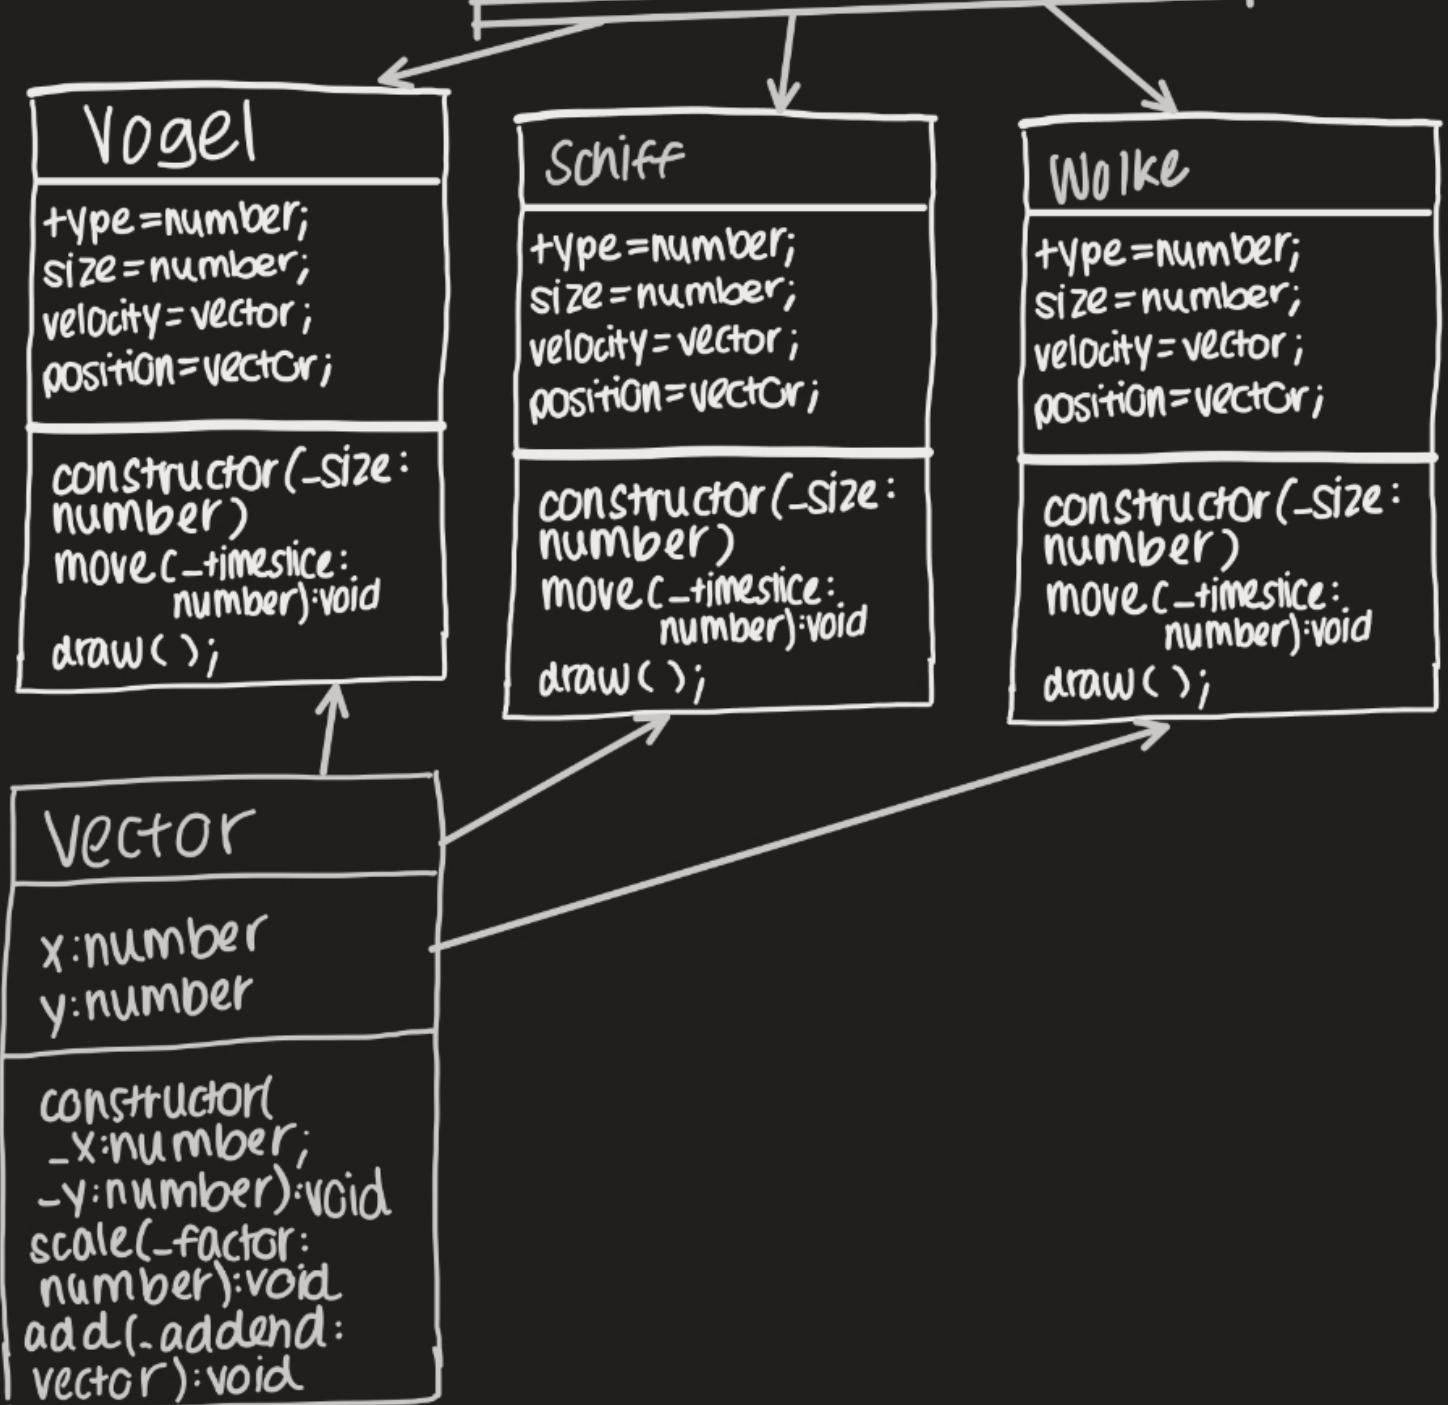 Vogel
type=number;
size=number;
velocity=vector;
position=vector;
constructor(_size:
number)
move(_timeslice:
number):void
draw();
Schiff
type=number;
size=number;
velocity=vector;
position=vector;
constructor(_size:
number)
move(_timeslice:
number):void
draw();
Wolke
type=number;
size=number;
velocity=vector;
position=vector;
constructor(_size:
number)
move(_timeslice:
number):void
draw();
Vector
x:number
y:number
constructor(
_x:number;
_y:number):void
scale(_factor:
number):void
add(_addend:
vector):void